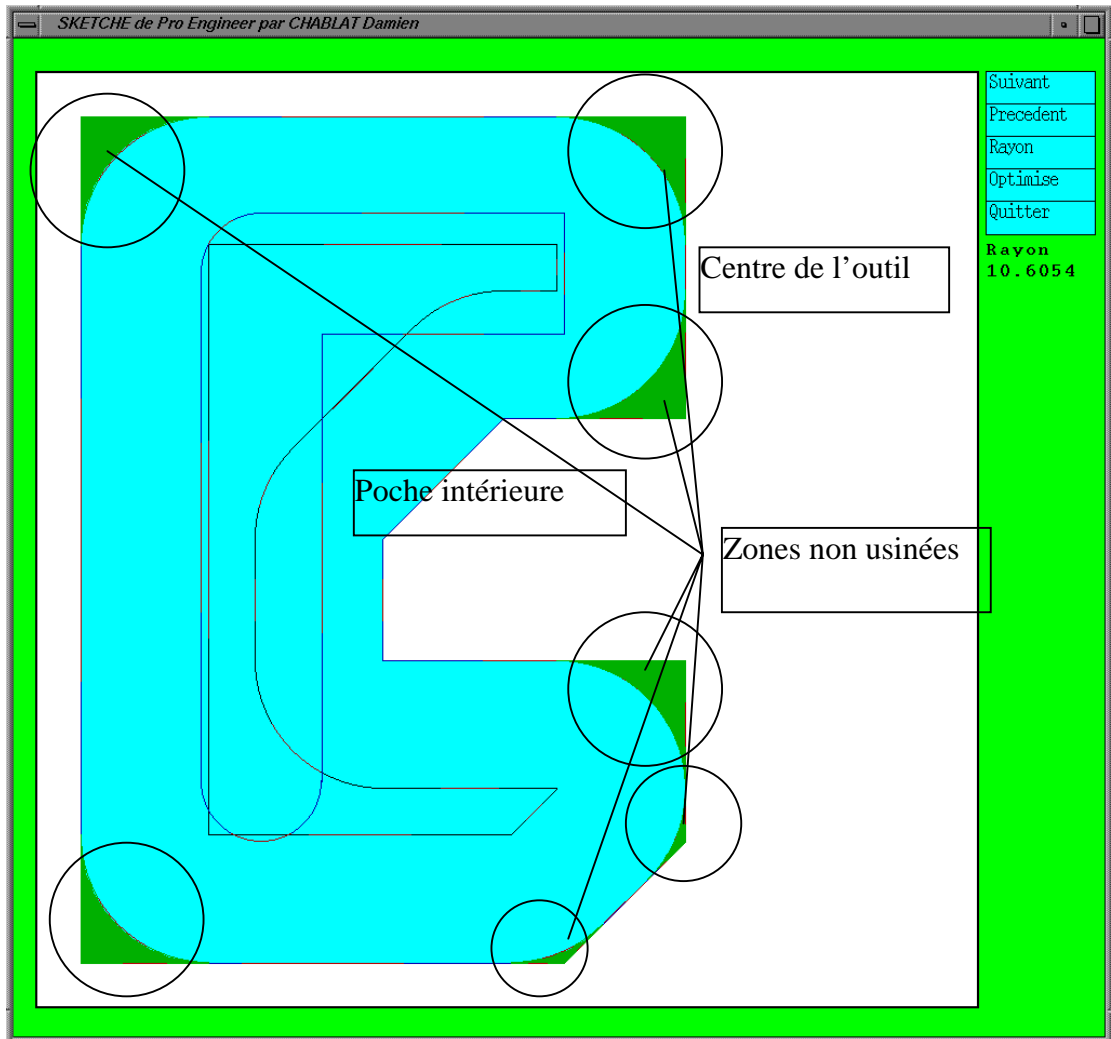 SKETCHE de Pro Engineer par CHABLAT Damien
Suivant
Precedent
Rayon
Optimise
Quitter
Rayon
10.6054
Centre de l'outil
Poche intérieure
Zones non usinées